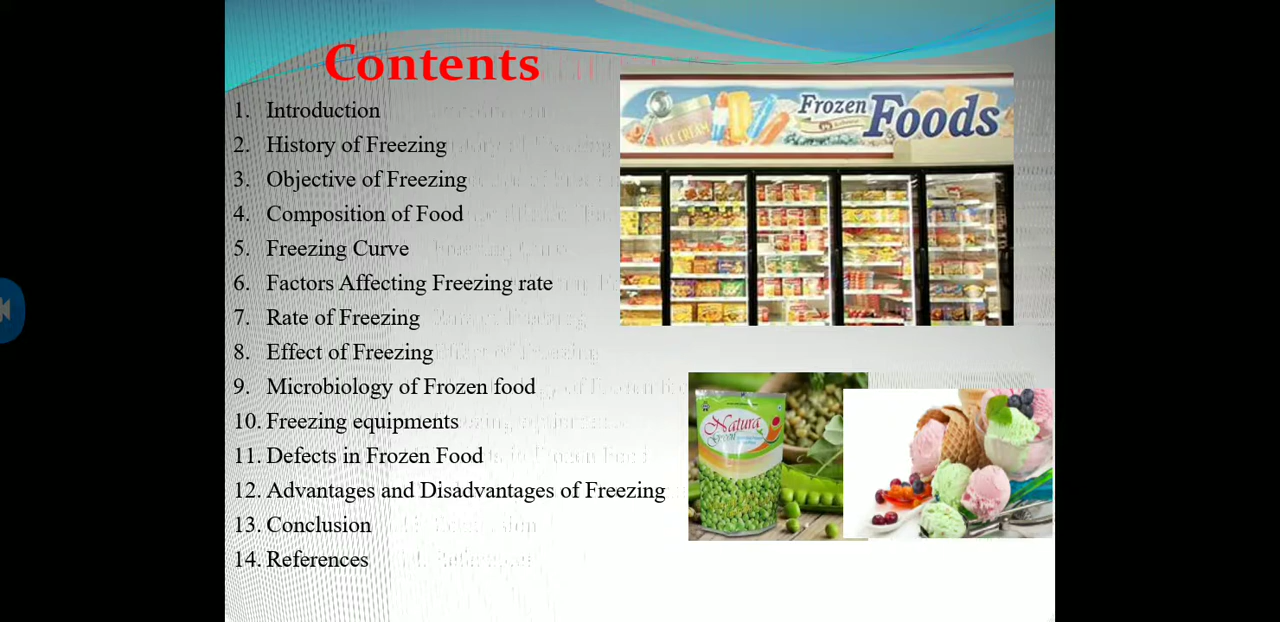 Contents
1. Introduction
2. History of Freezing
3. Objective of Freezing
4. Composition of Food
5. Freezing Curve
6. Factors Affecting Freezing rate
7. Rate of Freezing
8. Effect of Freezing
9. Microbiology of Frozen food
10. Freezing equipments
11. Defects in Frozen Food
12. Advantages and Disadvantages of Freezing
13. Conclusion
14. References
Frozen
Foods
ICE CREAM
Natura